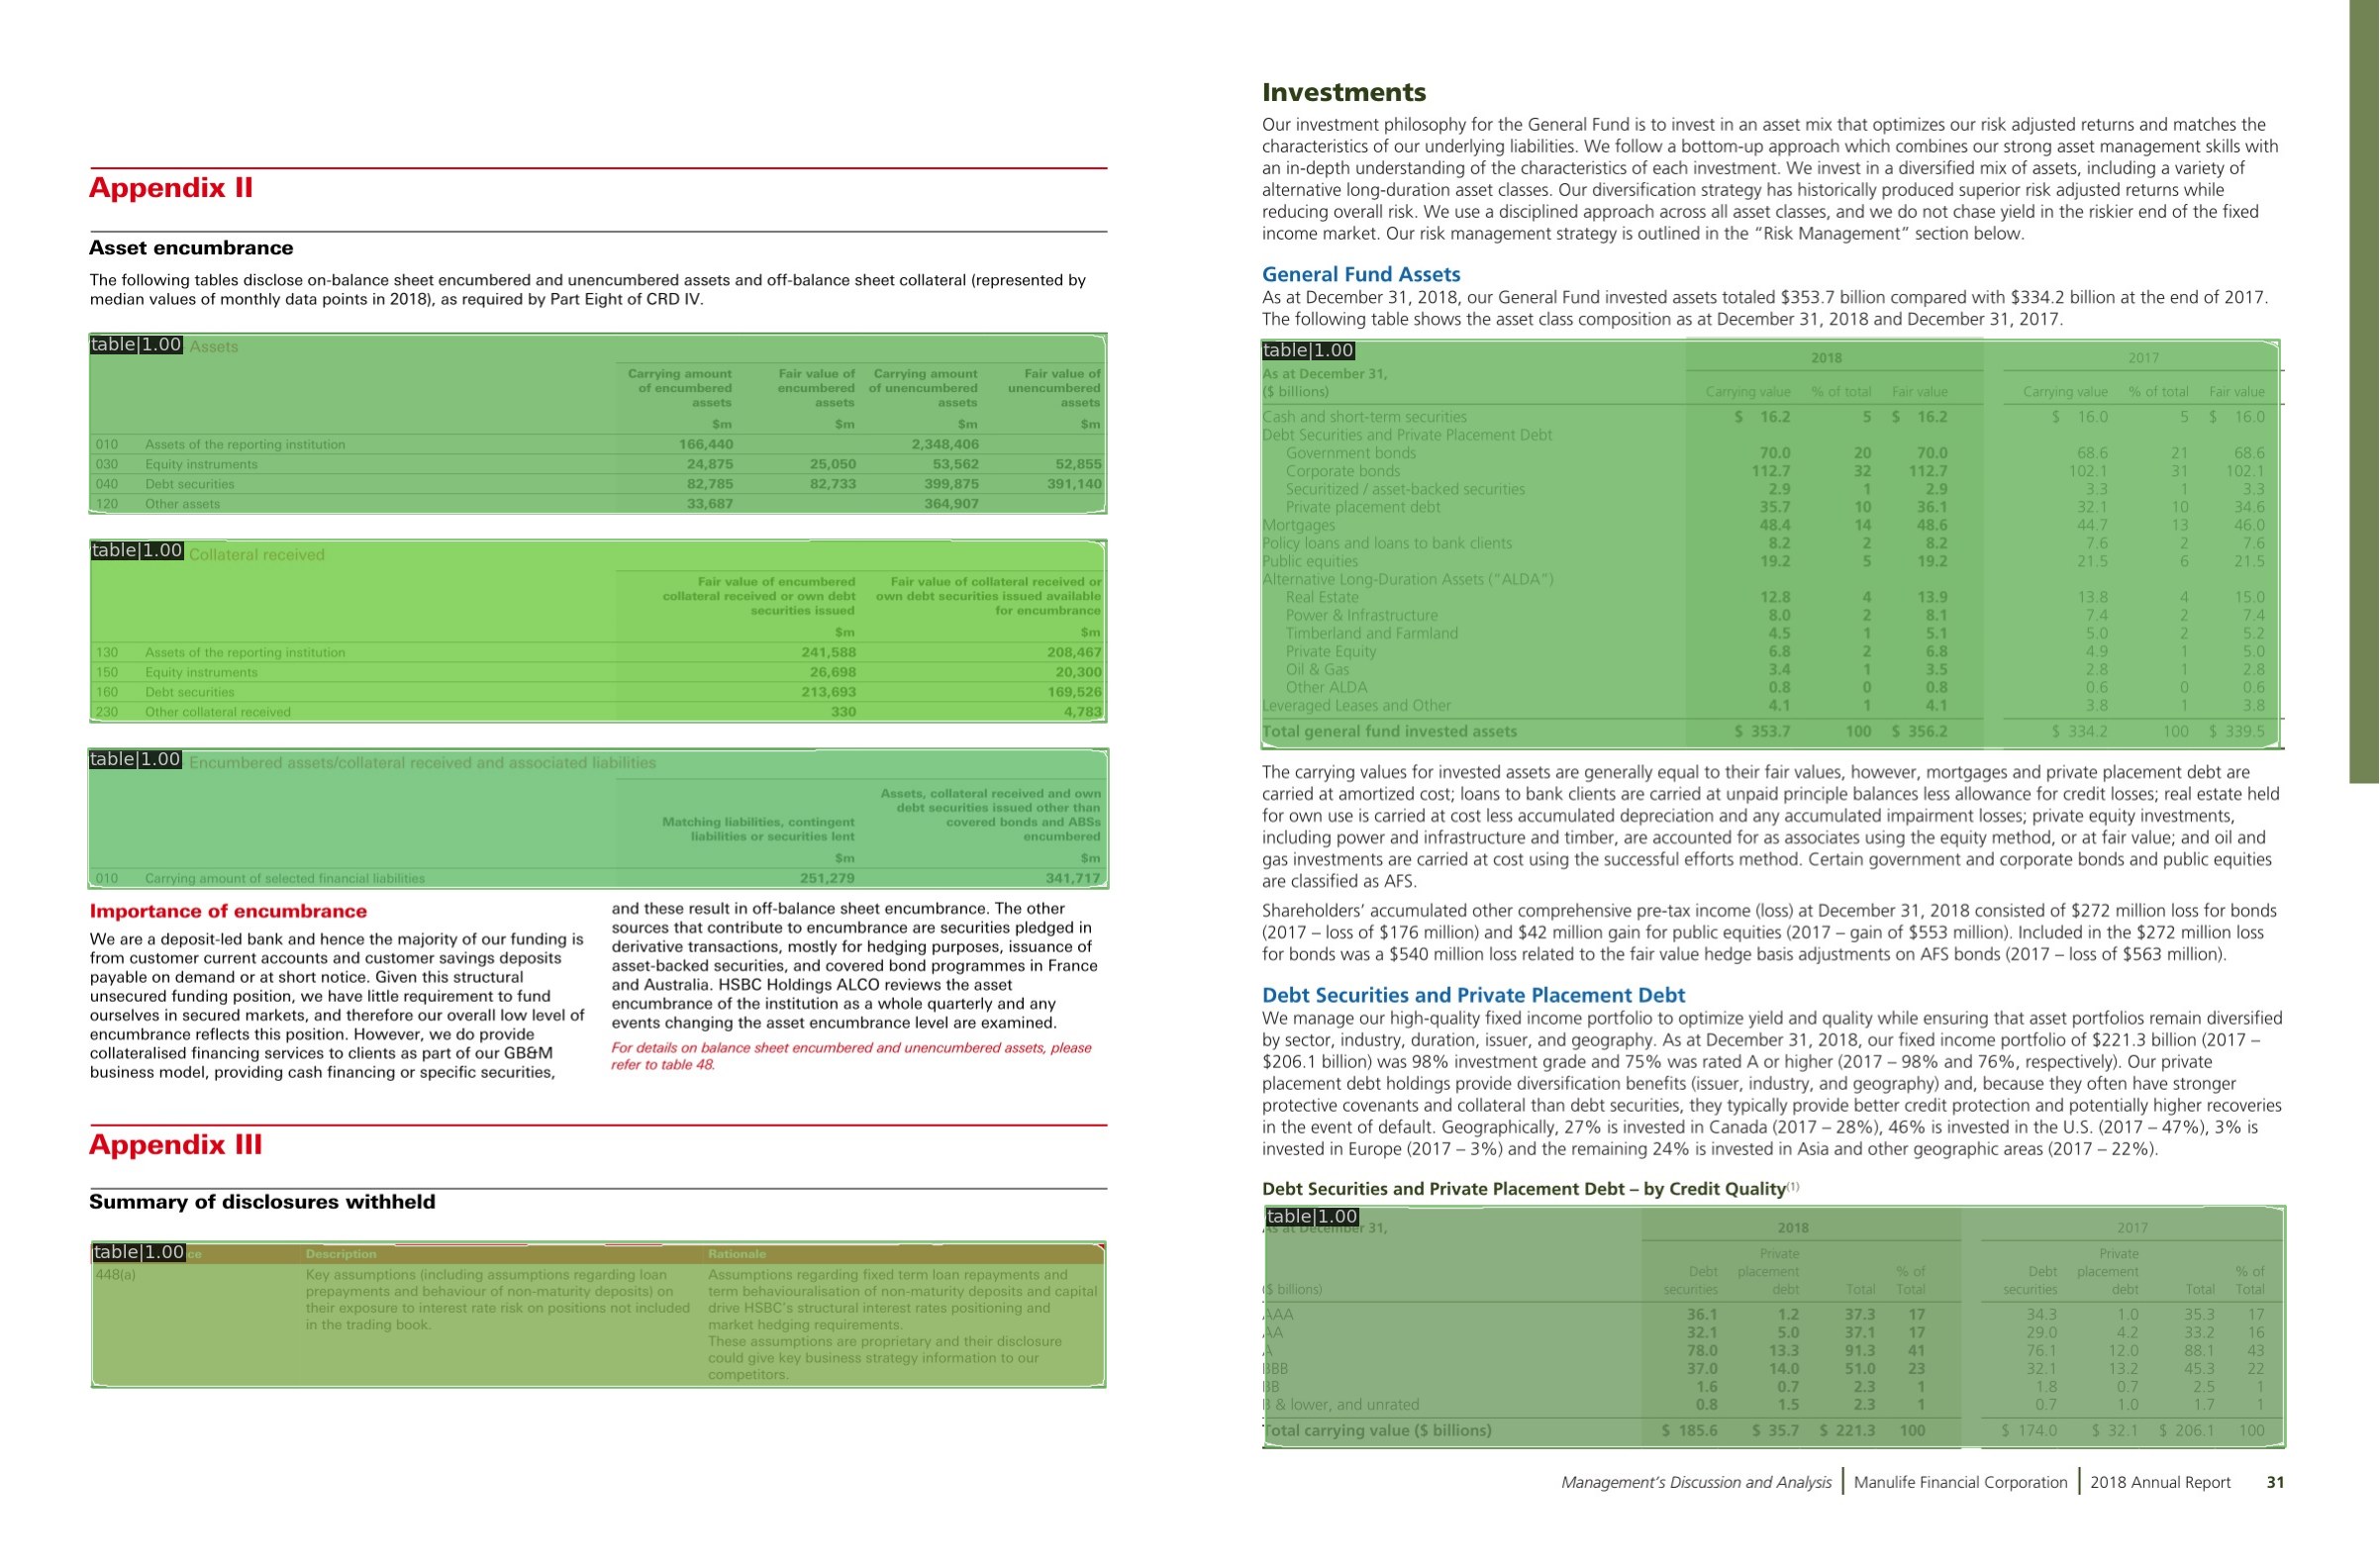 Appendix II
Asset encumbrance
The following tables disclose on-balance sheet encumbered and unencumbered assets and off-balance sheet collateral (represented by
median values of monthly data points in 2018), as required by Part Eight of CRD IV.
table|1.00 Assets
Carrying amount of encumbered assets Fair value of encumbered assets Carrying amount of unencumbered assets Fair value of unencumbered assets
$m $m $m $m
010 Assets of the reporting institution 166,440 2,348,406
030 Equity instruments 24,875 25,050 53,562 52,855
040 Debt securities 82,785 82,733 399,875 391,140
120 Other assets 33,687 364,907
table|1.00 Collateral received
Fair value of encumbered collateral received or own debt securities issued Fair value of collateral received or own debt securities issued available for encumbrance
$m $m
130 Assets of the reporting institution 241,588 208,467
150 Equity instruments 26,698 20,300
160 Debt securities 213,693 169,526
230 Other collateral received 330 4,783
table|1.00 Encumbered assets/collateral received and associated liabilities
Matching liabilities, contingent liabilities or securities lent Assets, collateral received and own debt securities issued other than covered bonds and ABSs encumbered
$m $m
010 Carrying amount of selected financial liabilities 251,279 341,717
Importance of encumbrance
We are a deposit-led bank and hence the majority of our funding is
from customer current accounts and customer savings deposits
payable on demand or at short notice. Given this structural
unsecured funding position, we have little requirement to fund
ourselves in secured markets, and therefore our overall low level of
encumbrance reflects this position. However, we do provide
collateralised financing services to clients as part of our GB&M
business model, providing cash financing or specific securities,
and these result in off-balance sheet encumbrance. The other
sources that contribute to encumbrance are securities pledged in
derivative transactions, mostly for hedging purposes, issuance of
asset-backed securities, and covered bond programmes in France
and Australia. HSBC Holdings ALCO reviews the asset
encumbrance of the institution as a whole quarterly and any
events changing the asset encumbrance level are examined.
For details on balance sheet encumbered and unencumbered assets, please
refer to table 48.
Appendix III
Summary of disclosures withheld
table|1.00 ce Description Rationale
448(a) Key assumptions (including assumptions regarding loan prepayments and behaviour of non-maturity deposits) on their exposure to interest rate risk on positions not included in the trading book.
Assumptions regarding fixed term loan repayments and
term behaviouralisation of non-maturity deposits and capital
drive HSBC's structural interest rates positioning and
market hedging requirements.
These assumptions are proprietary and their disclosure
could give key business strategy information to our
competitors.
Investments
Our investment philosophy for the General Fund is to invest in an asset mix that optimizes our risk adjusted returns and matches the
characteristics of our underlying liabilities. We follow a bottom-up approach which combines our strong asset management skills with
an in-depth understanding of the characteristics of each investment. We invest in a diversified mix of assets, including a variety of
alternative long-duration asset classes. Our diversification strategy has historically produced superior risk adjusted returns while
reducing overall risk. We use a disciplined approach across all asset classes, and we do not chase yield in the riskier end of the fixed
income market. Our risk management strategy is outlined in the “Risk Management” section below.
General Fund Assets
As at December 31, 2018, our General Fund invested assets totaled $353.7 billion compared with $334.2 billion at the end of 2017.
The following table shows the asset class composition as at December 31, 2018 and December 31, 2017.
table|1.00 2018 2017
As at December 31,
($ billions) Carrying value % of total Fair value Carrying value % of total Fair value
Cash and short-term securities $ 16.2 5 $ 16.2 $ 16.0 5 $ 16.0
Debt Securities and Private Placement Debt
Government bonds 70.0 20 70.0 68.6 21 68.6
Corporate bonds 112.7 32 112.7 102.1 31 102.1
Securitized / asset-backed securities 2.9 1 2.9 3.3 1 3.3
Private placement debt 35.7 10 36.1 32.1 10 34.6
Mortgages 48.4 14 48.6 44.7 13 46.0
Policy loans and loans to bank clients 8.2 2 8.2 7.6 2 7.6
Public equities 19.2 5 19.2 21.5 6 21.5
Alternative Long-Duration Assets (“ALDA”)
Real Estate 12.8 4 13.9 13.8 4 15.0
Power & Infrastructure 8.0 2 8.1 7.4 2 7.4
Timberland and Farmland 4.5 1 5.1 5.0 2 5.2
Private Equity 6.8 2 6.8 4.9 1 5.0
Oil & Gas 3.4 1 3.5 2.8 1 2.8
Other ALDA 0.8 0 0.8 0.6 0 0.6
Leveraged Leases and Other 4.1 1 4.1 3.8 1 3.8
Total general fund invested assets $ 353.7 100 $ 356.2 $ 334.2 100 $ 339.5
The carrying values for invested assets are generally equal to their fair values, however, mortgages and private placement debt are
carried at amortized cost; loans to bank clients are carried at unpaid principle balances less allowance for credit losses; real estate held
for own use is carried at cost less accumulated depreciation and any accumulated impairment losses; private equity investments,
including power and infrastructure and timber, are accounted for as associates using the equity method, or at fair value; and oil and
gas investments are carried at cost using the successful efforts method. Certain government and corporate bonds and public equities
are classified as AFS.
Shareholders’ accumulated other comprehensive pre-tax income (loss) at December 31, 2018 consisted of $272 million loss for bonds
(2017 – loss of $176 million) and $42 million gain for public equities (2017 – gain of $553 million). Included in the $272 million loss
for bonds was a $540 million loss related to the fair value hedge basis adjustments on AFS bonds (2017 – loss of $563 million).
Debt Securities and Private Placement Debt
We manage our high-quality fixed income portfolio to optimize yield and quality while ensuring that asset portfolios remain diversified
by sector, industry, duration, issuer, and geography. As at December 31, 2018, our fixed income portfolio of $221.3 billion (2017 –
$206.1 billion) was 98% investment grade and 75% was rated A or higher (2017 – 98% and 76%, respectively). Our private
placement debt holdings provide diversification benefits (issuer, industry, and geography) and, because they often have stronger
protective covenants and collateral than debt securities, they typically provide better credit protection and potentially higher recoveries
in the event of default. Geographically, 27% is invested in Canada (2017 – 28%), 46% is invested in the U.S. (2017 – 47%), 3% is
invested in Europe (2017 – 3%) and the remaining 24% is invested in Asia and other geographic areas (2017 – 22%).
Debt Securities and Private Placement Debt – by Credit Quality(1)
table|1.00
As at December 31, 2018 2017
($ billions) Debt securities Private placement debt Total % of Total Debt securities Private placement debt Total % of Total
AAA 36.1 1.2 37.3 17 34.3 1.0 35.3 17
AA 32.1 5.0 37.1 17 29.0 4.2 33.2 16
A 78.0 13.3 91.3 41 76.1 12.0 88.1 43
BBB 37.0 14.0 51.0 23 32.1 13.2 45.3 22
BB 1.6 0.7 2.3 1 1.8 0.7 2.5 1
B & lower, and unrated 0.8 1.5 2.3 1 0.7 1.0 1.7 1
Total carrying value ($ billions) $ 185.6 $ 35.7 $ 221.3 100 $ 174.0 $ 32.1 $ 206.1 100
Management’s Discussion and Analysis | Manulife Financial Corporation | 2018 Annual Report 31